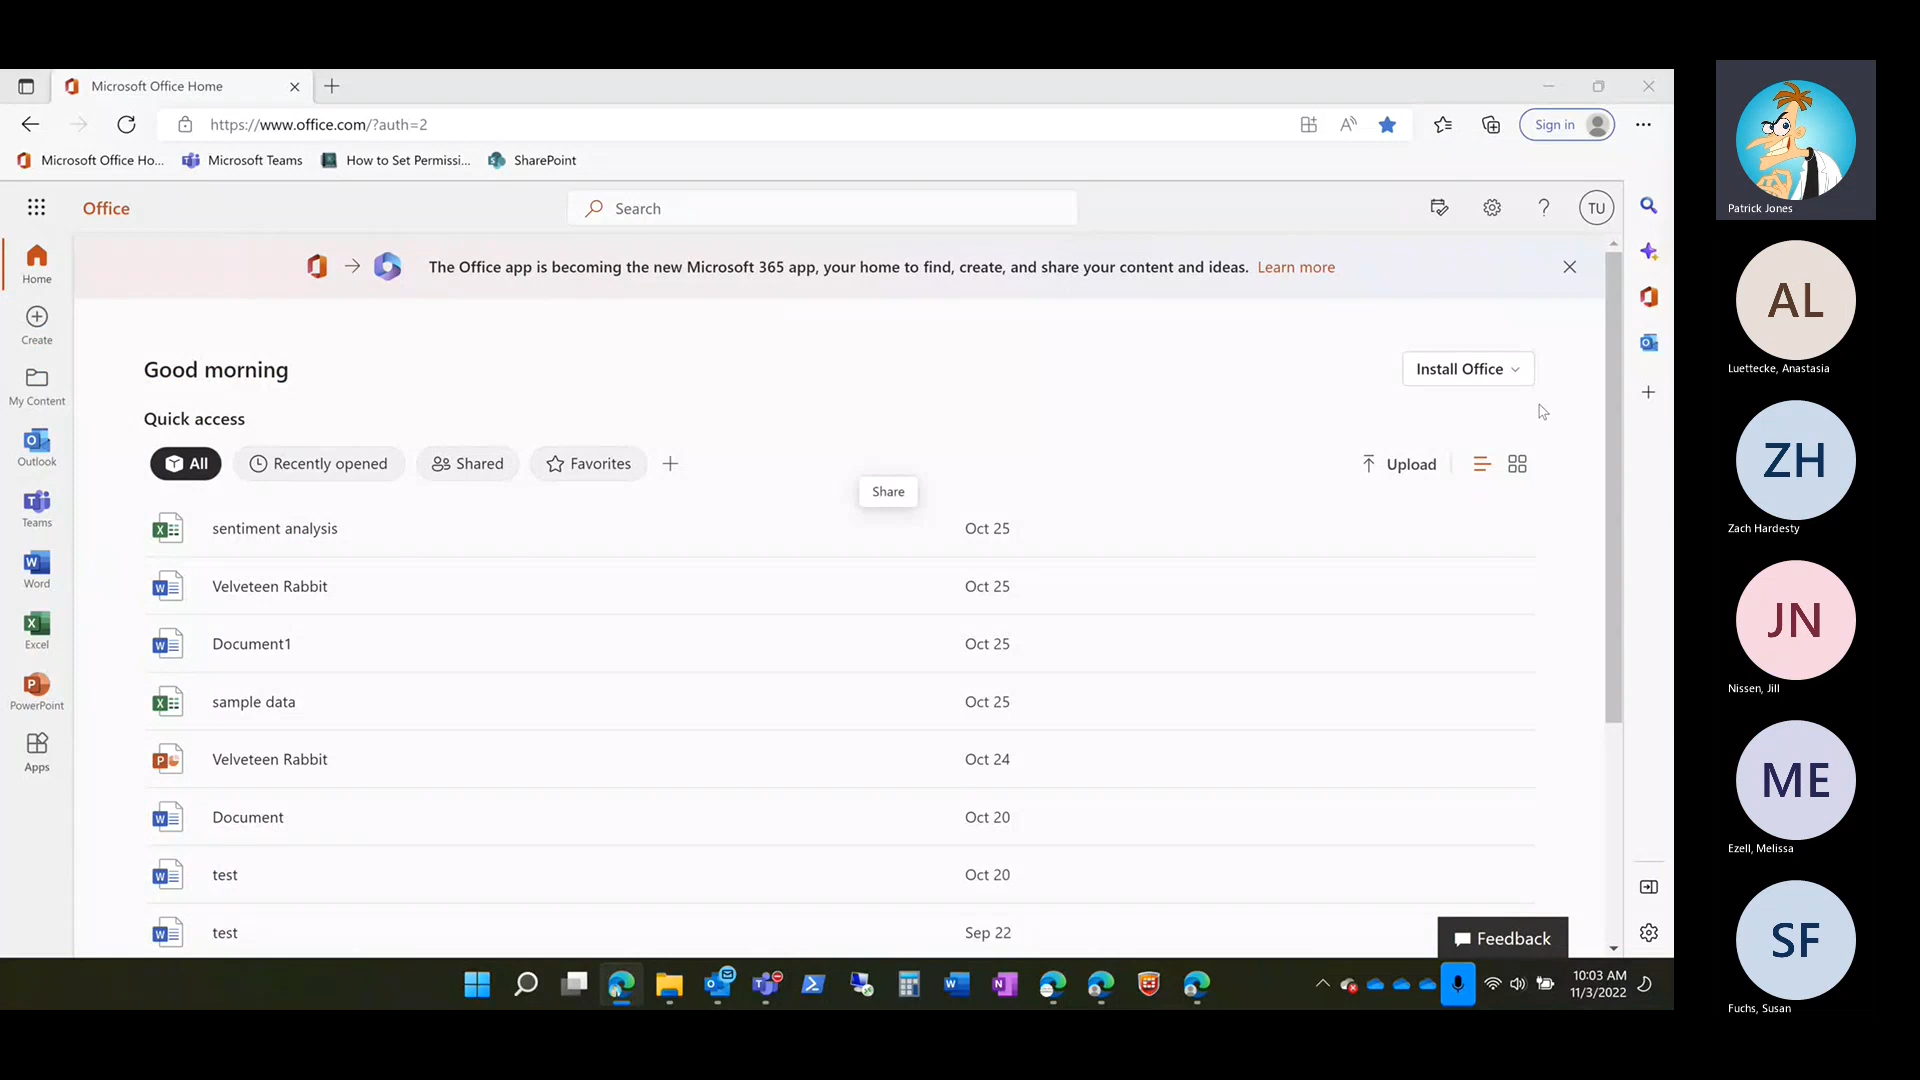 Microsoft Office Home
https://www.office.com/?auth=2
Sign in
Microsoft Office Ho...
Microsoft Teams
How to Set Permissi...
SharePoint
Office
Search
TU
The Office app is becoming the new Microsoft 365 app, your home to find, create, and share your content and ideas. Learn more
Home
Create
My Content
Outlook
Teams
Word
Excel
PowerPoint
Apps
Good morning
Install Office
Quick access
All
Recently opened
Shared
Favorites
Upload
Share
sentiment analysis Oct 25
Velveteen Rabbit Oct 25
Document1 Oct 25
sample data Oct 25
Velveteen Rabbit Oct 24
Document Oct 20
test Oct 20
test Sep 22
Feedback
10:03 AM
11/3/2022
Patrick Jones
AL
Luettecke, Anastasia
ZH
Zach Hardesty
JN
Nissen, Jill
ME
Ezell, Melissa
SF
Fuchs, Susan